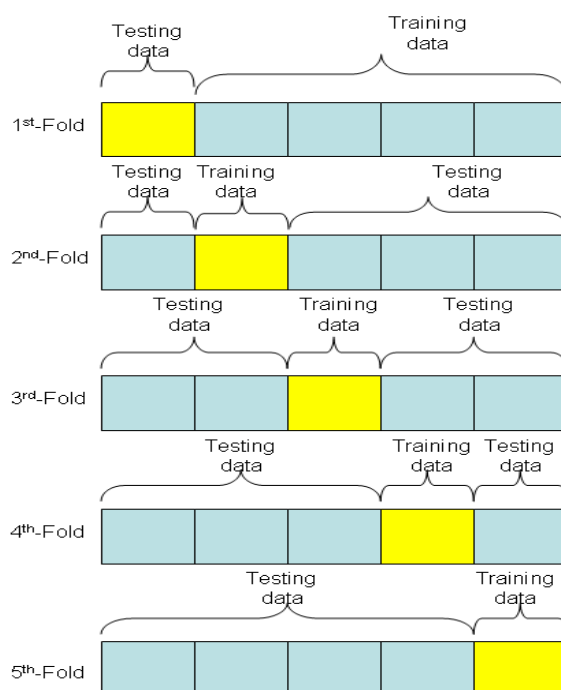 Testing
data
Training
data
1st-Fold
Testing
data
Training
data
Testing
data
2nd-Fold
Testing
data
Training
data
Testing
data
3rd-Fold
Testing
data
Training
data
Testing
data
4th-Fold
Testing
data
Training
data
5th-Fold